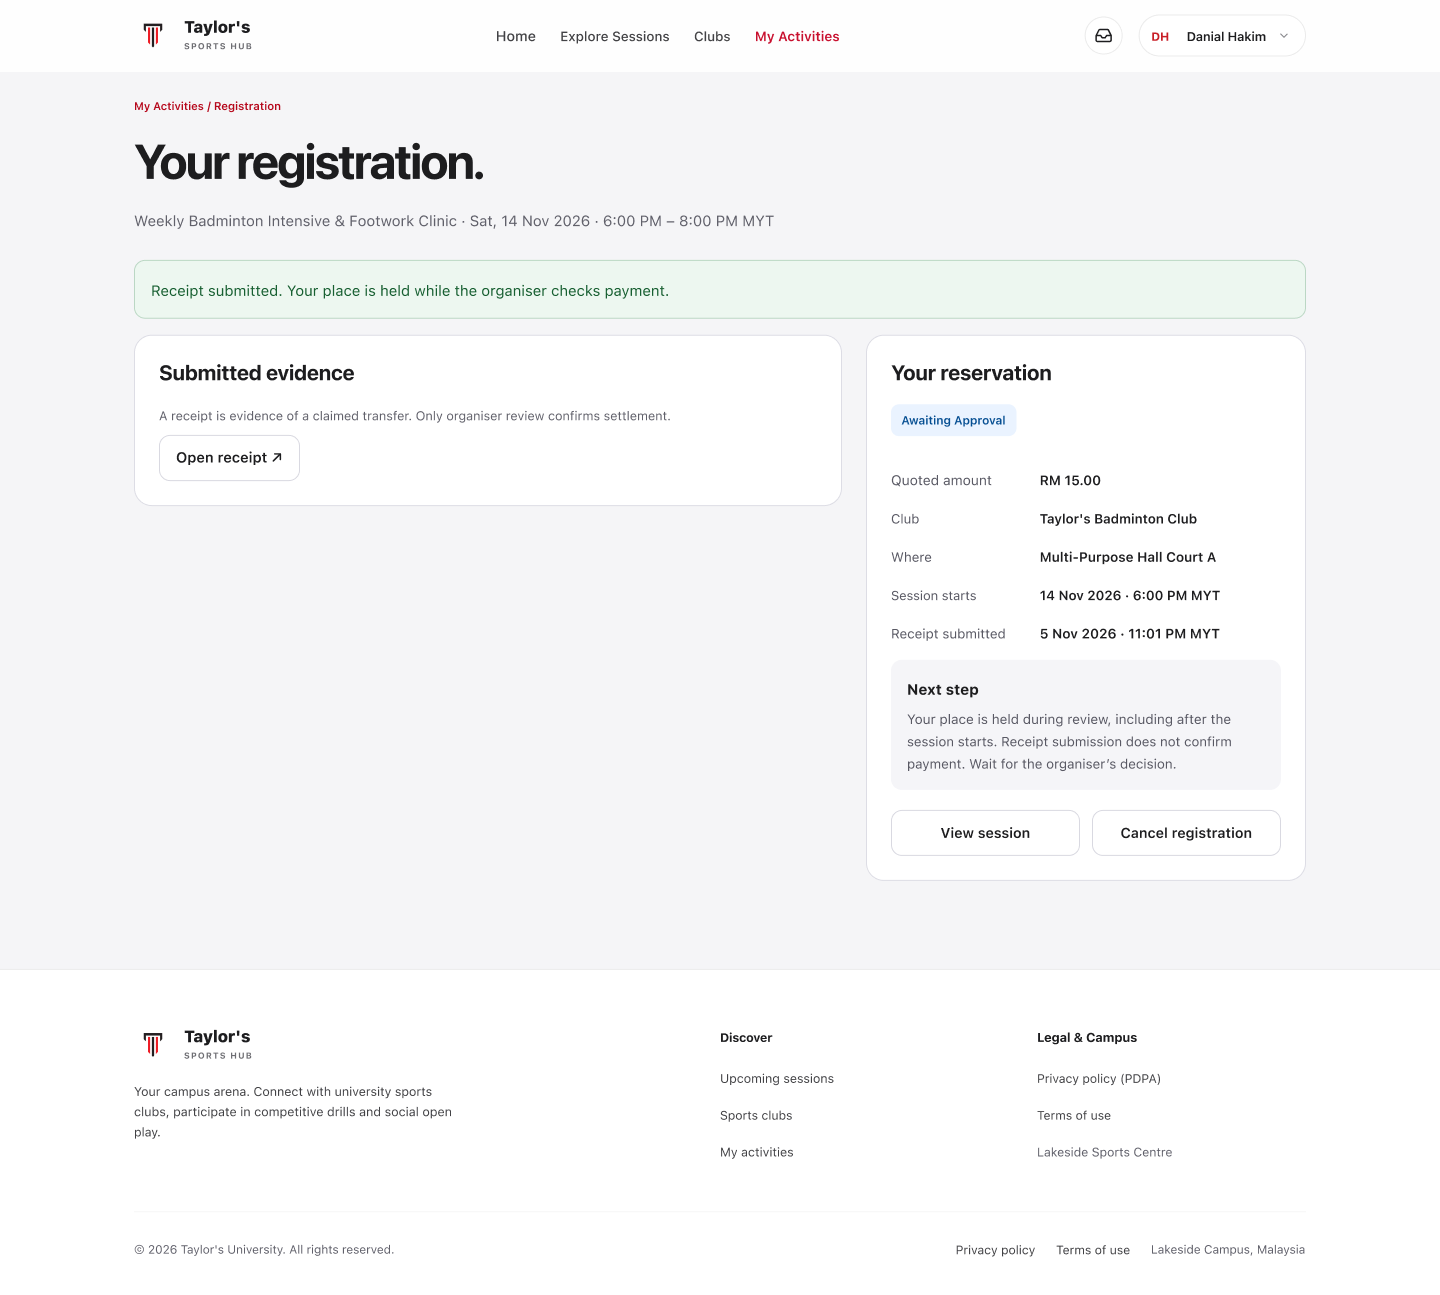 Taylor's
SPORTS HUB
Home
Explore Sessions
Clubs
My Activities
DH
Danial Hakim
My Activities / Registration
Your registration.
Weekly Badminton Intensive & Footwork Clinic · Sat, 14 Nov 2026 · 6:00 PM – 8:00 PM MYT
Receipt submitted. Your place is held while the organiser checks payment.
Submitted evidence
A receipt is evidence of a claimed transfer. Only organiser review confirms settlement.
Open receipt ↗
Your reservation
Awaiting Approval
Quoted amount RM 15.00
Club Taylor's Badminton Club
Where Multi-Purpose Hall Court A
Session starts 14 Nov 2026 · 6:00 PM MYT
Receipt submitted 5 Nov 2026 · 11:01 PM MYT
Next step
Your place is held during review, including after the
session starts. Receipt submission does not confirm
payment. Wait for the organiser’s decision.
View session
Cancel registration
Taylor's
SPORTS HUB
Your campus arena. Connect with university sports
clubs, participate in competitive drills and social open
play.
Discover
Upcoming sessions
Sports clubs
My activities
Legal & Campus
Privacy policy (PDPA)
Terms of use
Lakeside Sports Centre
© 2026 Taylor's University. All rights reserved.
Privacy policy
Terms of use
Lakeside Campus, Malaysia